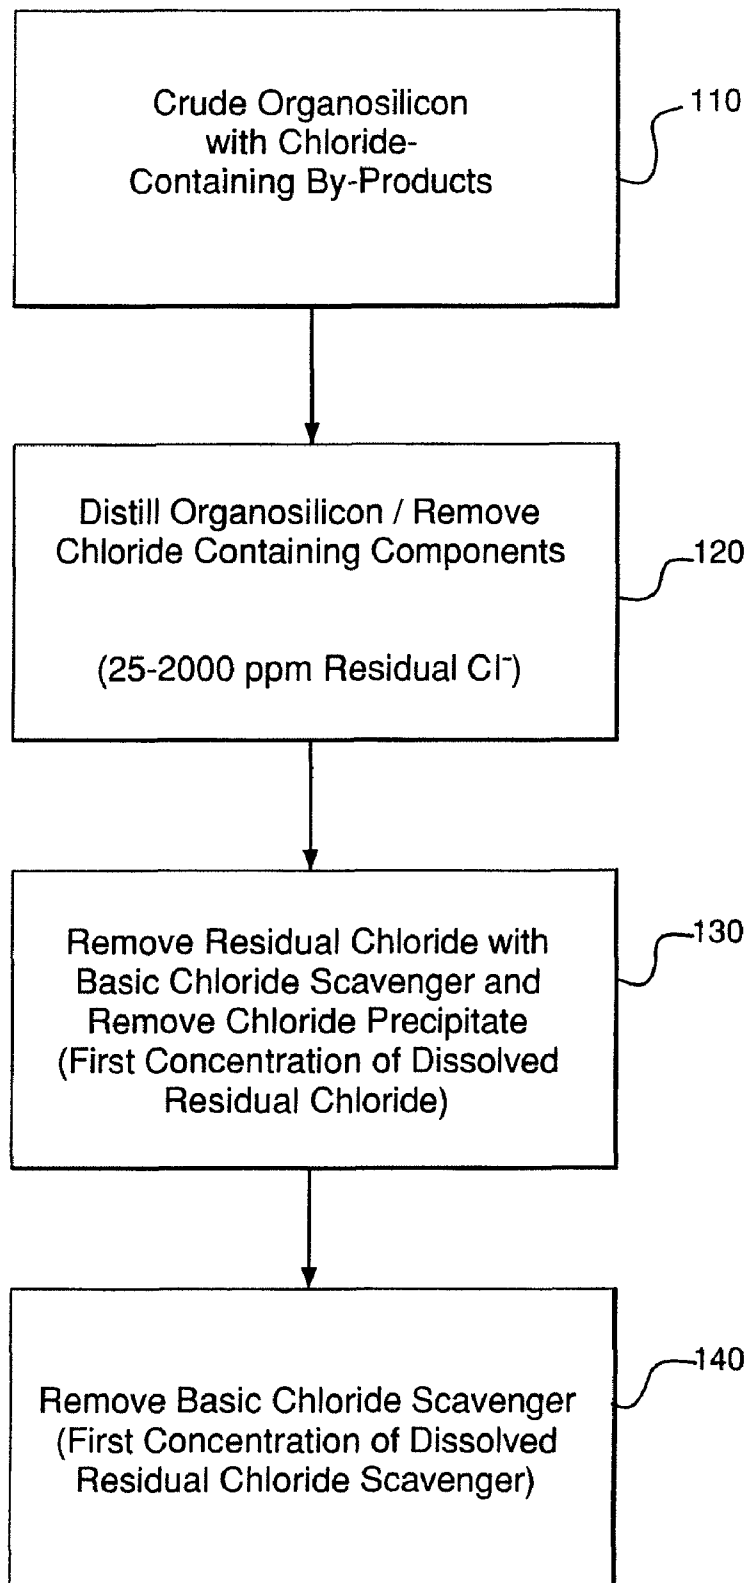 Crude Organosilicon
with Chloride-
Containing By-Products
110
Distill Organosilicon / Remove
Chloride Containing Components
(25-2000 ppm Residual Cl⁻)
120
Remove Residual Chloride with
Basic Chloride Scavenger and
Remove Chloride Precipitate
(First Concentration of Dissolved
Residual Chloride)
130
Remove Basic Chloride Scavenger
(First Concentration of Dissolved
Residual Chloride Scavenger)
140